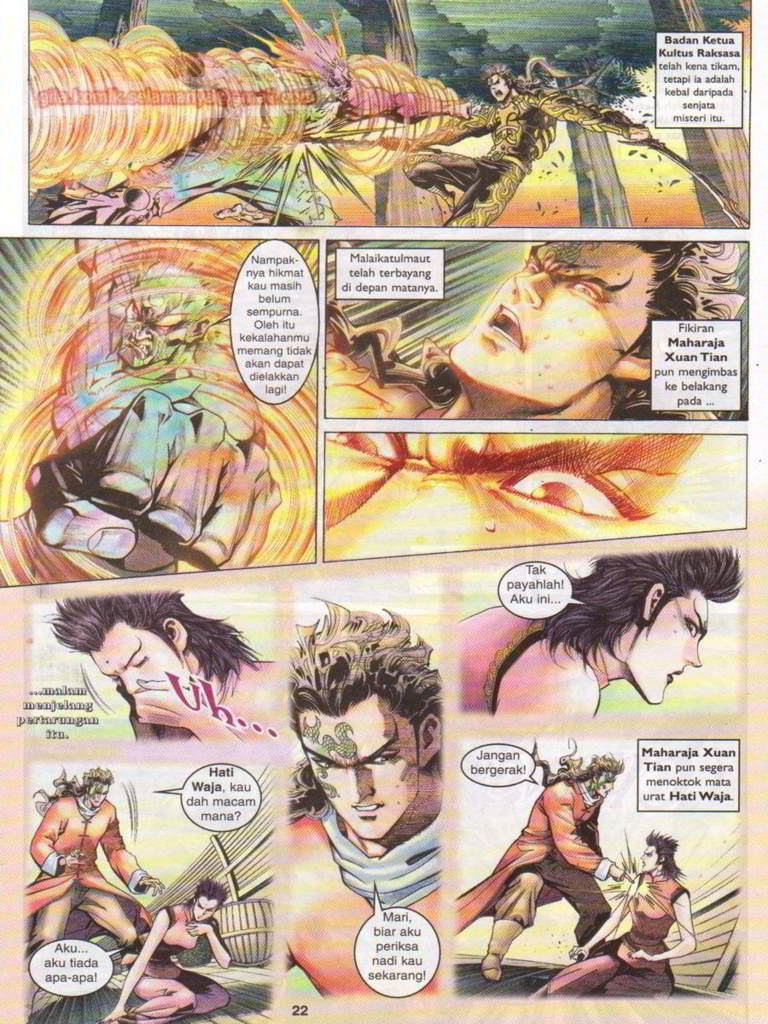 Badan Ketua
Kultus Raksasa
telah kena tikam,
tetapi ia adalah
kebal daripada
senjata
misteri itu.
Nampak-
nya hikmat
kau masih
belum
sempurna.
Oleh itu
kekalahanmu
memang tidak
akan dapat
dielakkan
lagi!
Malaikatulmaut
telah terbayang
di depan matanya.
Fikiran
Maharaja
Xuan Tian
pun mengimbas
ke belakang
pada ...
...malam
menjelang
pertarungan
itu.
Uh...
Tak
payahlah!
Aku ini...
Hati
Waja, kau
dah macam
mana?
Aku...
aku tiada
apa-apa!
Mari,
biar aku
periksa
nadi kau
sekarang!
Jangan
bergerak!
Maharaja Xuan
Tian pun segera
menoktok mata
urat Hati Waja.
22